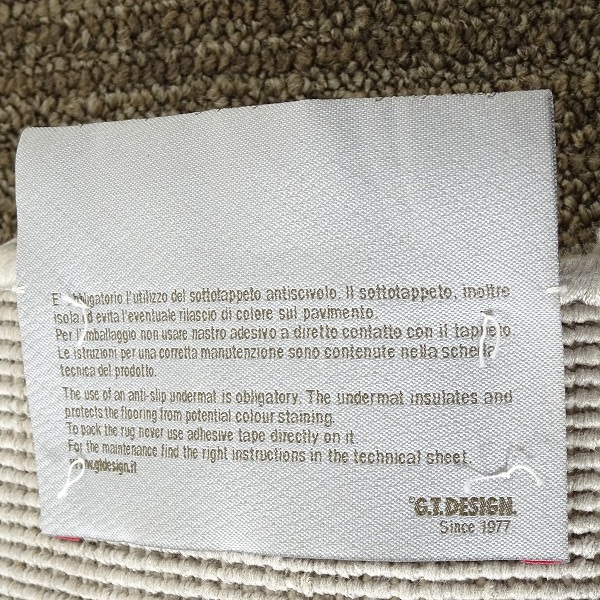 E' obbligatorio l'utilizzo del sottotappeto antiscivolo. Il sottotappeto, inoltre
isola ed evita l'eventuale rilascio di colore sul pavimento.
Per l'imballaggio non usare nastro adesivo a diretto contatto con il tappeto.
Le istruzioni per una corretta manutenzione sono contenute nella scheda
tecnica del prodotto.
The use of an anti-slip undermat is obligatory. The undermat insulates and
protects the flooring from potential colour staining.
To pack the rug never use adhesive tape directly on it.
For the maintenance find the right instructions in the technical sheet.
www.gtdesign.it
G.T.DESIGN.
Since 1977